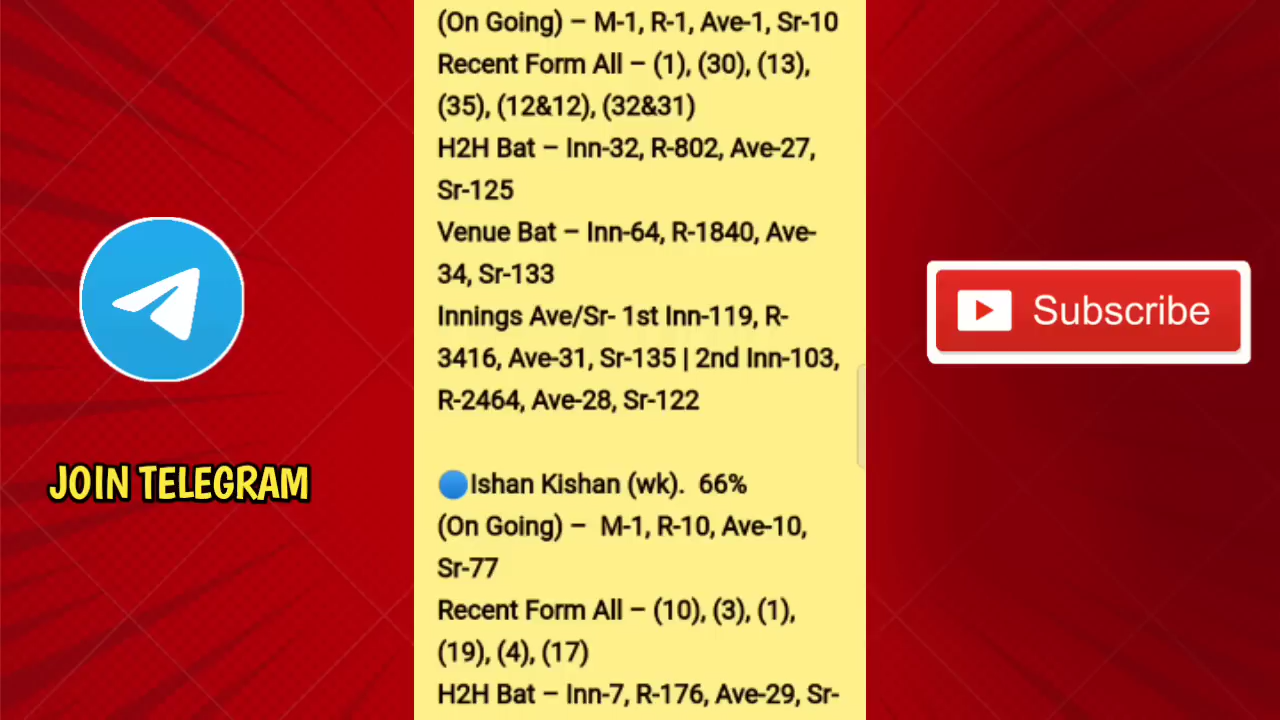 (On Going) – M-1, R-1, Ave-1, Sr-10
Recent Form All – (1), (30), (13),
(35), (12&12), (32&31)
H2H Bat – Inn-32, R-802, Ave-27,
Sr-125
Venue Bat – Inn-64, R-1840, Ave-
34, Sr-133
Innings Ave/Sr- 1st Inn-119, R-
3416, Ave-31, Sr-135 | 2nd Inn-103,
R-2464, Ave-28, Sr-122
Ishan Kishan (wk). 66%
(On Going) – M-1, R-10, Ave-10,
Sr-77
Recent Form All – (10), (3), (1),
(19), (4), (17)
H2H Bat – Inn-7, R-176, Ave-29, Sr-
JOIN TELEGRAM
Subscribe